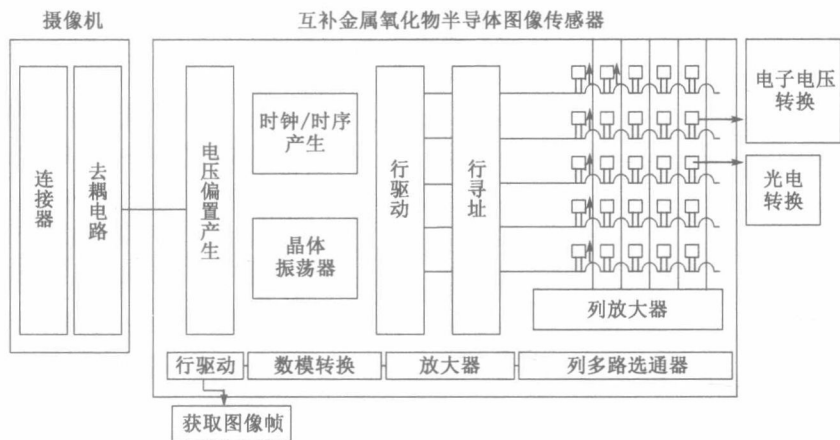 摄像机
互补金属氧化物半导体图像传感器
连接器
去耦电路
电压偏置产生
时钟/时序
产生
晶体
振荡器
行驱动
行寻址
电子电压
转换
光电
转换
列放大器
行驱动
数模转换
放大器
列多路选通器
获取图像帧